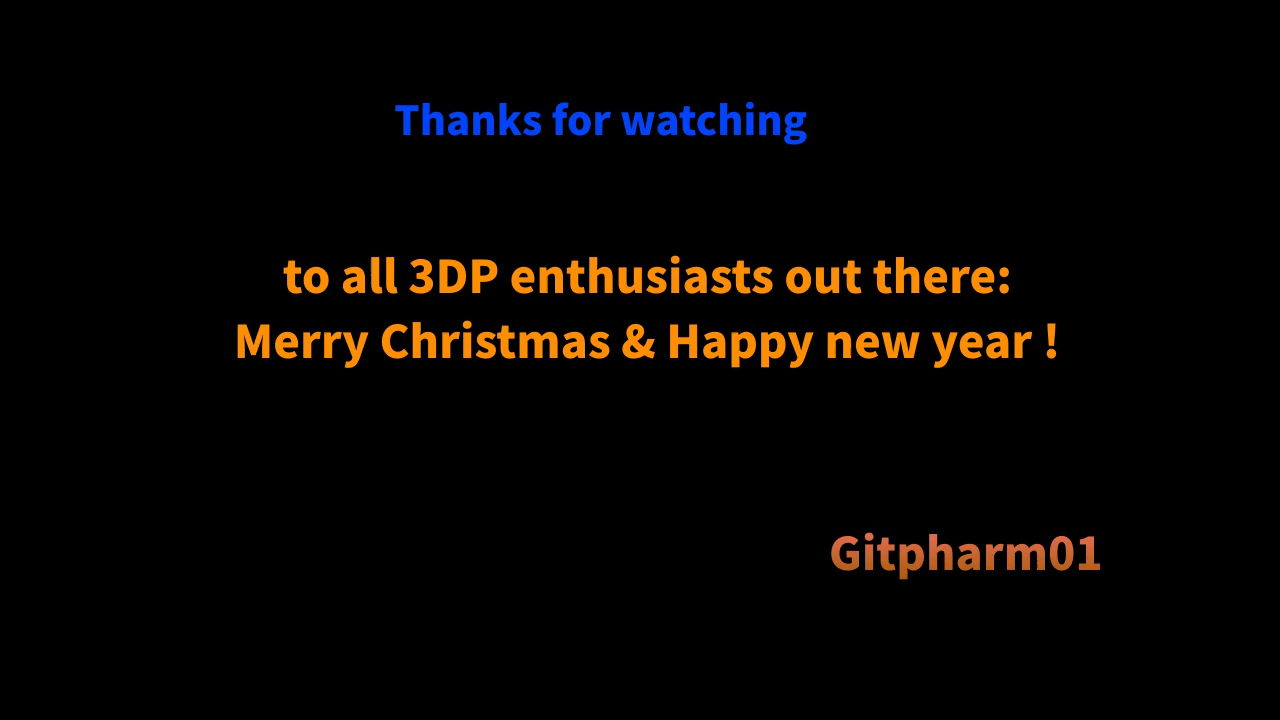 Thanks for watching
to all 3DP enthusiasts out there:
Merry Christmas & Happy new year !
Gitpharm01